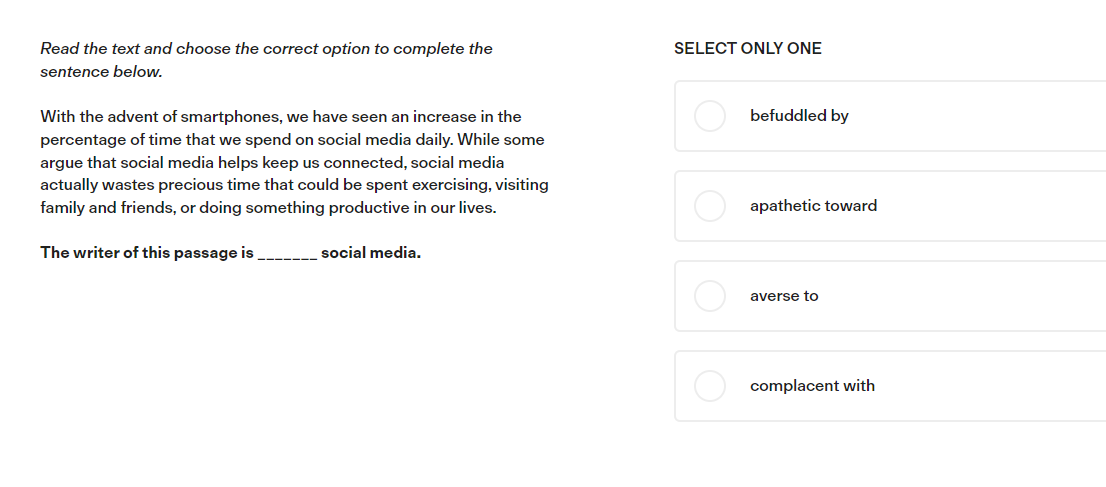 Read the text and choose the correct option to complete the
sentence below.
With the advent of smartphones, we have seen an increase in the
percentage of time that we spend on social media daily. While some
argue that social media helps keep us connected, social media
actually wastes precious time that could be spent exercising, visiting
family and friends, or doing something productive in our lives.
The writer of this passage is _______ social media.
SELECT ONLY ONE
befuddled by
apathetic toward
averse to
complacent with